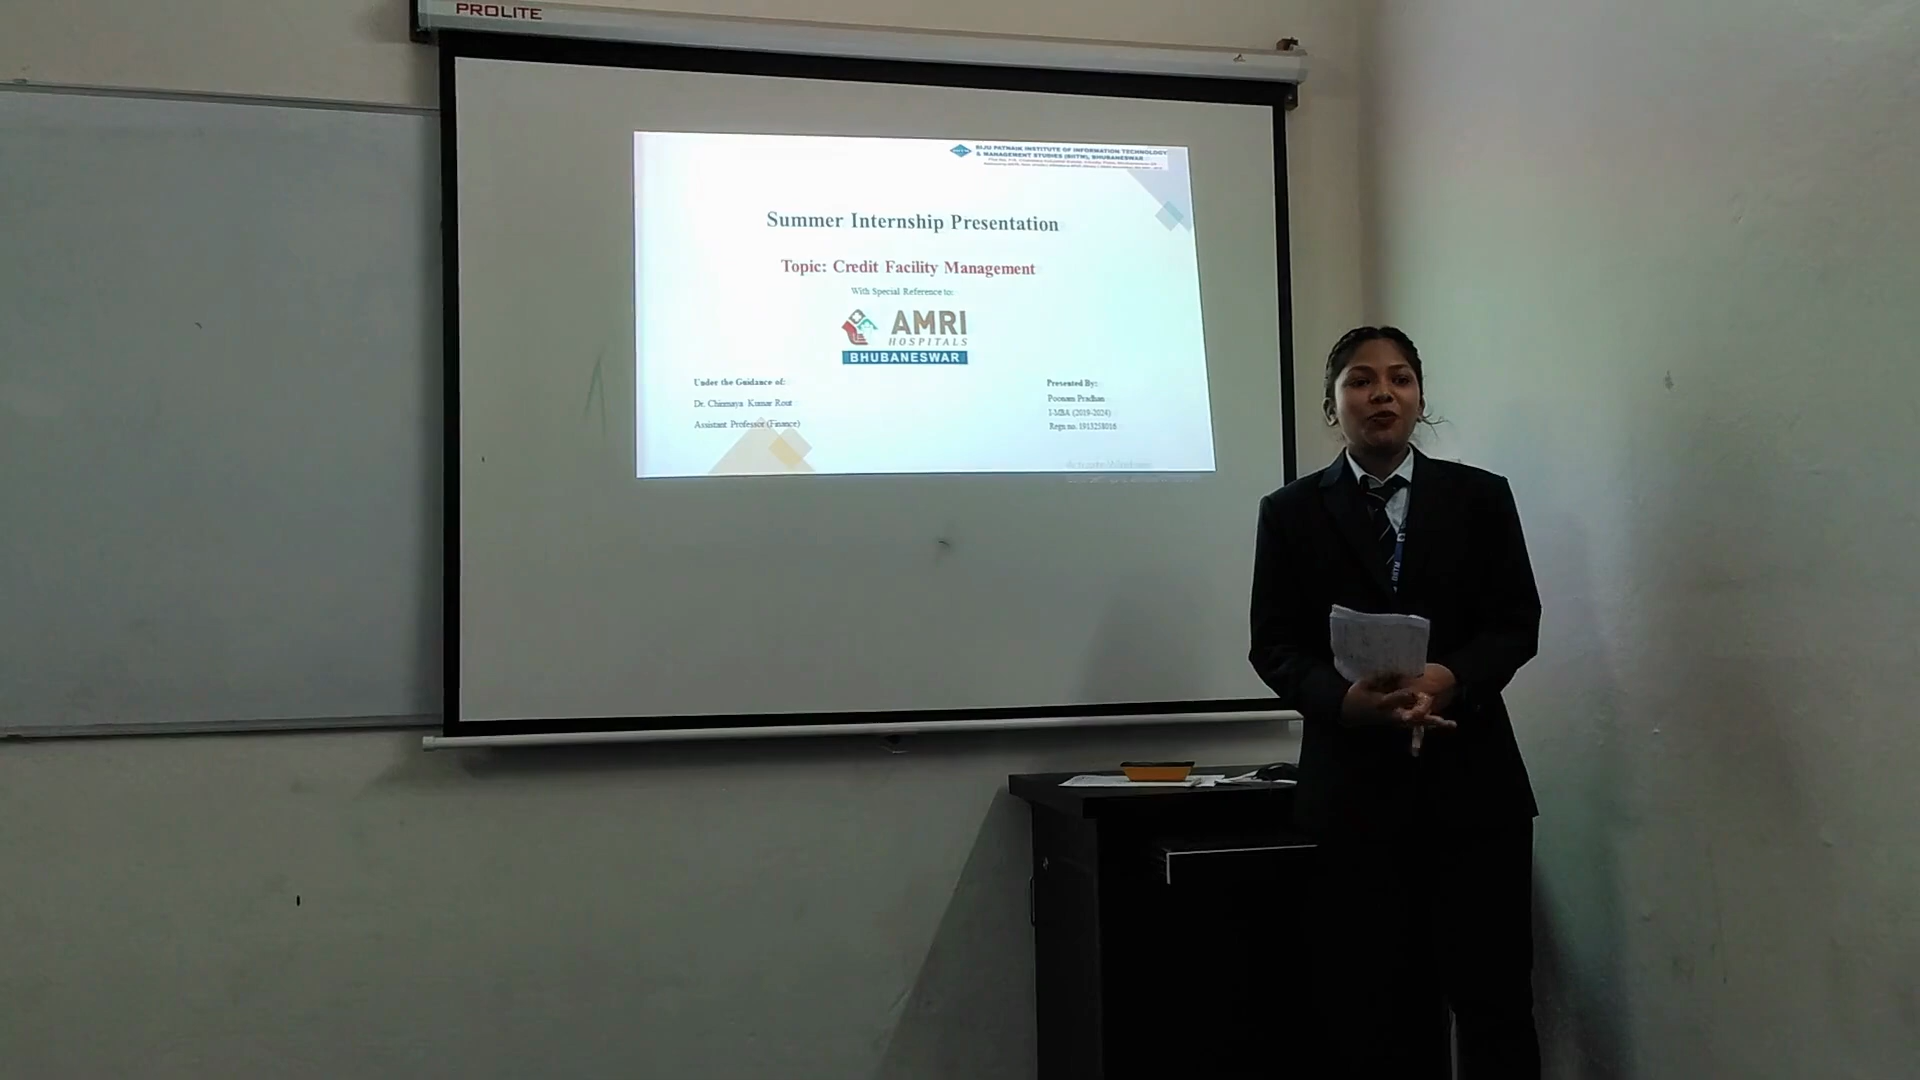 PROLITE
BIJU PATNAIK INSTITUTE OF INFORMATION TECHNOLOGY
& MANAGEMENT STUDIES (BIITM), BHUBANESWAR
Summer Internship Presentation
Topic: Credit Facility Management
With Special Reference to:
AMRI
HOSPITALS
BHUBANESWAR
Under the Guidance of:
Dr. Chinmaya Kumar Rout
Assistant Professor (Finance)
Presented By:
Poonam Pradhan
I-MBA (2019-2024)
Regn no. 1913258016
BIITM